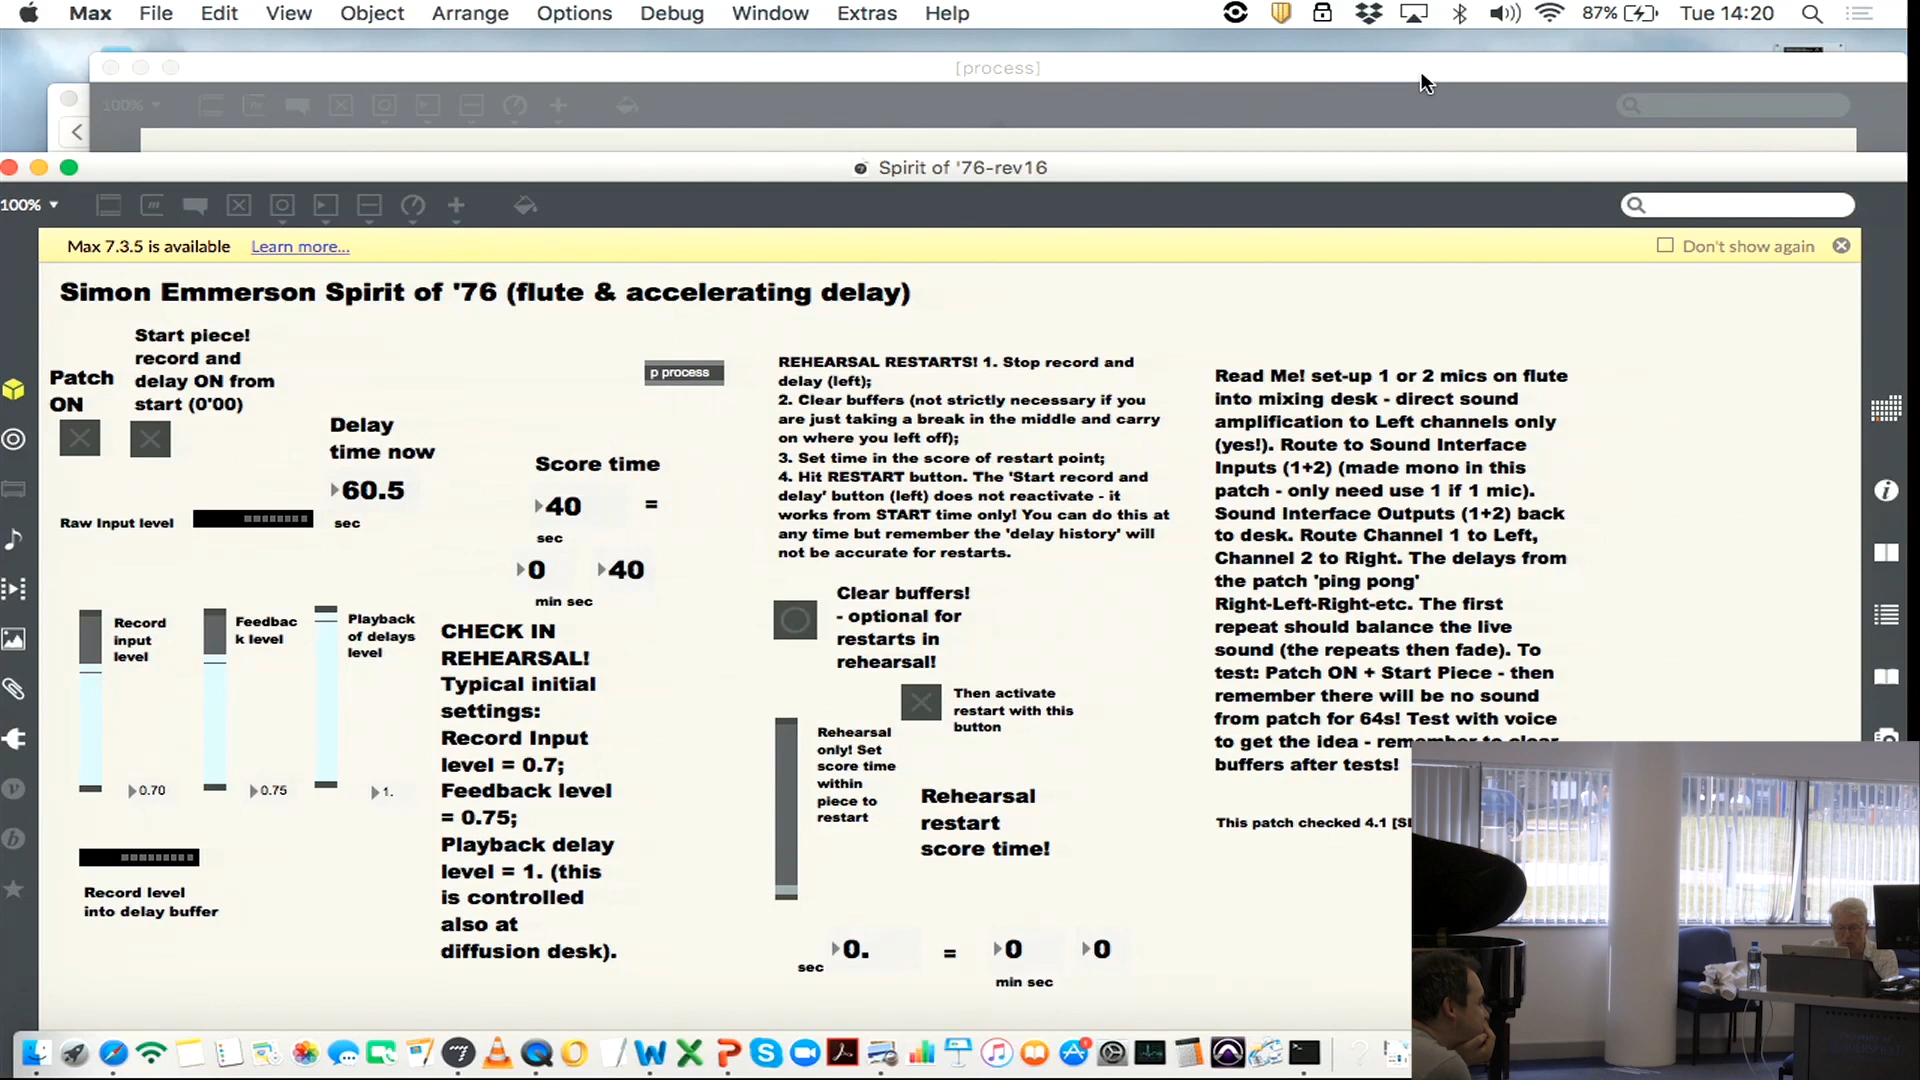 Max File Edit View Object Arrange Options Debug Window Extras Help 87% Tue 14:20
[process]
100%
Spirit of '76-rev16
100%
Max 7.3.5 is available Learn more... Don't show again
Simon Emmerson Spirit of '76 (flute & accelerating delay)
Patch
ON
Start piece!
record and
delay ON from
start (0'00)
Delay
time now
60.5
sec
Raw Input level
Score time
40 =
sec
0 40
min sec
p process
Record
input
level
0.70
Feedbac
k level
0.75
Playback
of delays
level
1.
Record level
into delay buffer
CHECK IN
REHEARSAL!
Typical initial
settings:
Record Input
level = 0.7;
Feedback level
= 0.75;
Playback delay
level = 1. (this
is controlled
also at
diffusion desk).
REHEARSAL RESTARTS! 1. Stop record and
delay (left);
2. Clear buffers (not strictly necessary if you
are just taking a break in the middle and carry
on where you left off);
3. Set time in the score of restart point;
4. Hit RESTART button. The 'Start record and
delay' button (left) does not reactivate - it
works from START time only! You can do this at
any time but remember the 'delay history' will
not be accurate for restarts.
Clear buffers!
- optional for
restarts in
rehearsal!
Then activate
restart with this
button
Rehearsal
only! Set
score time
within
piece to
restart
Rehearsal
restart
score time!
0. = 0 0
sec min sec
Read Me! set-up 1 or 2 mics on flute
into mixing desk - direct sound
amplification to Left channels only
(yes!). Route to Sound Interface
Inputs (1+2) (made mono in this
patch - only need use 1 if 1 mic).
Sound Interface Outputs (1+2) back
to desk. Route Channel 1 to Left,
Channel 2 to Right. The delays from
the patch 'ping pong'
Right-Left-Right-etc. The first
repeat should balance the live
sound (the repeats then fade). To
test: Patch ON + Start Piece - then
remember there will be no sound
from patch for 64s! Test with voice
to get the idea - remember to clear
buffers after tests!
This patch checked 4.1